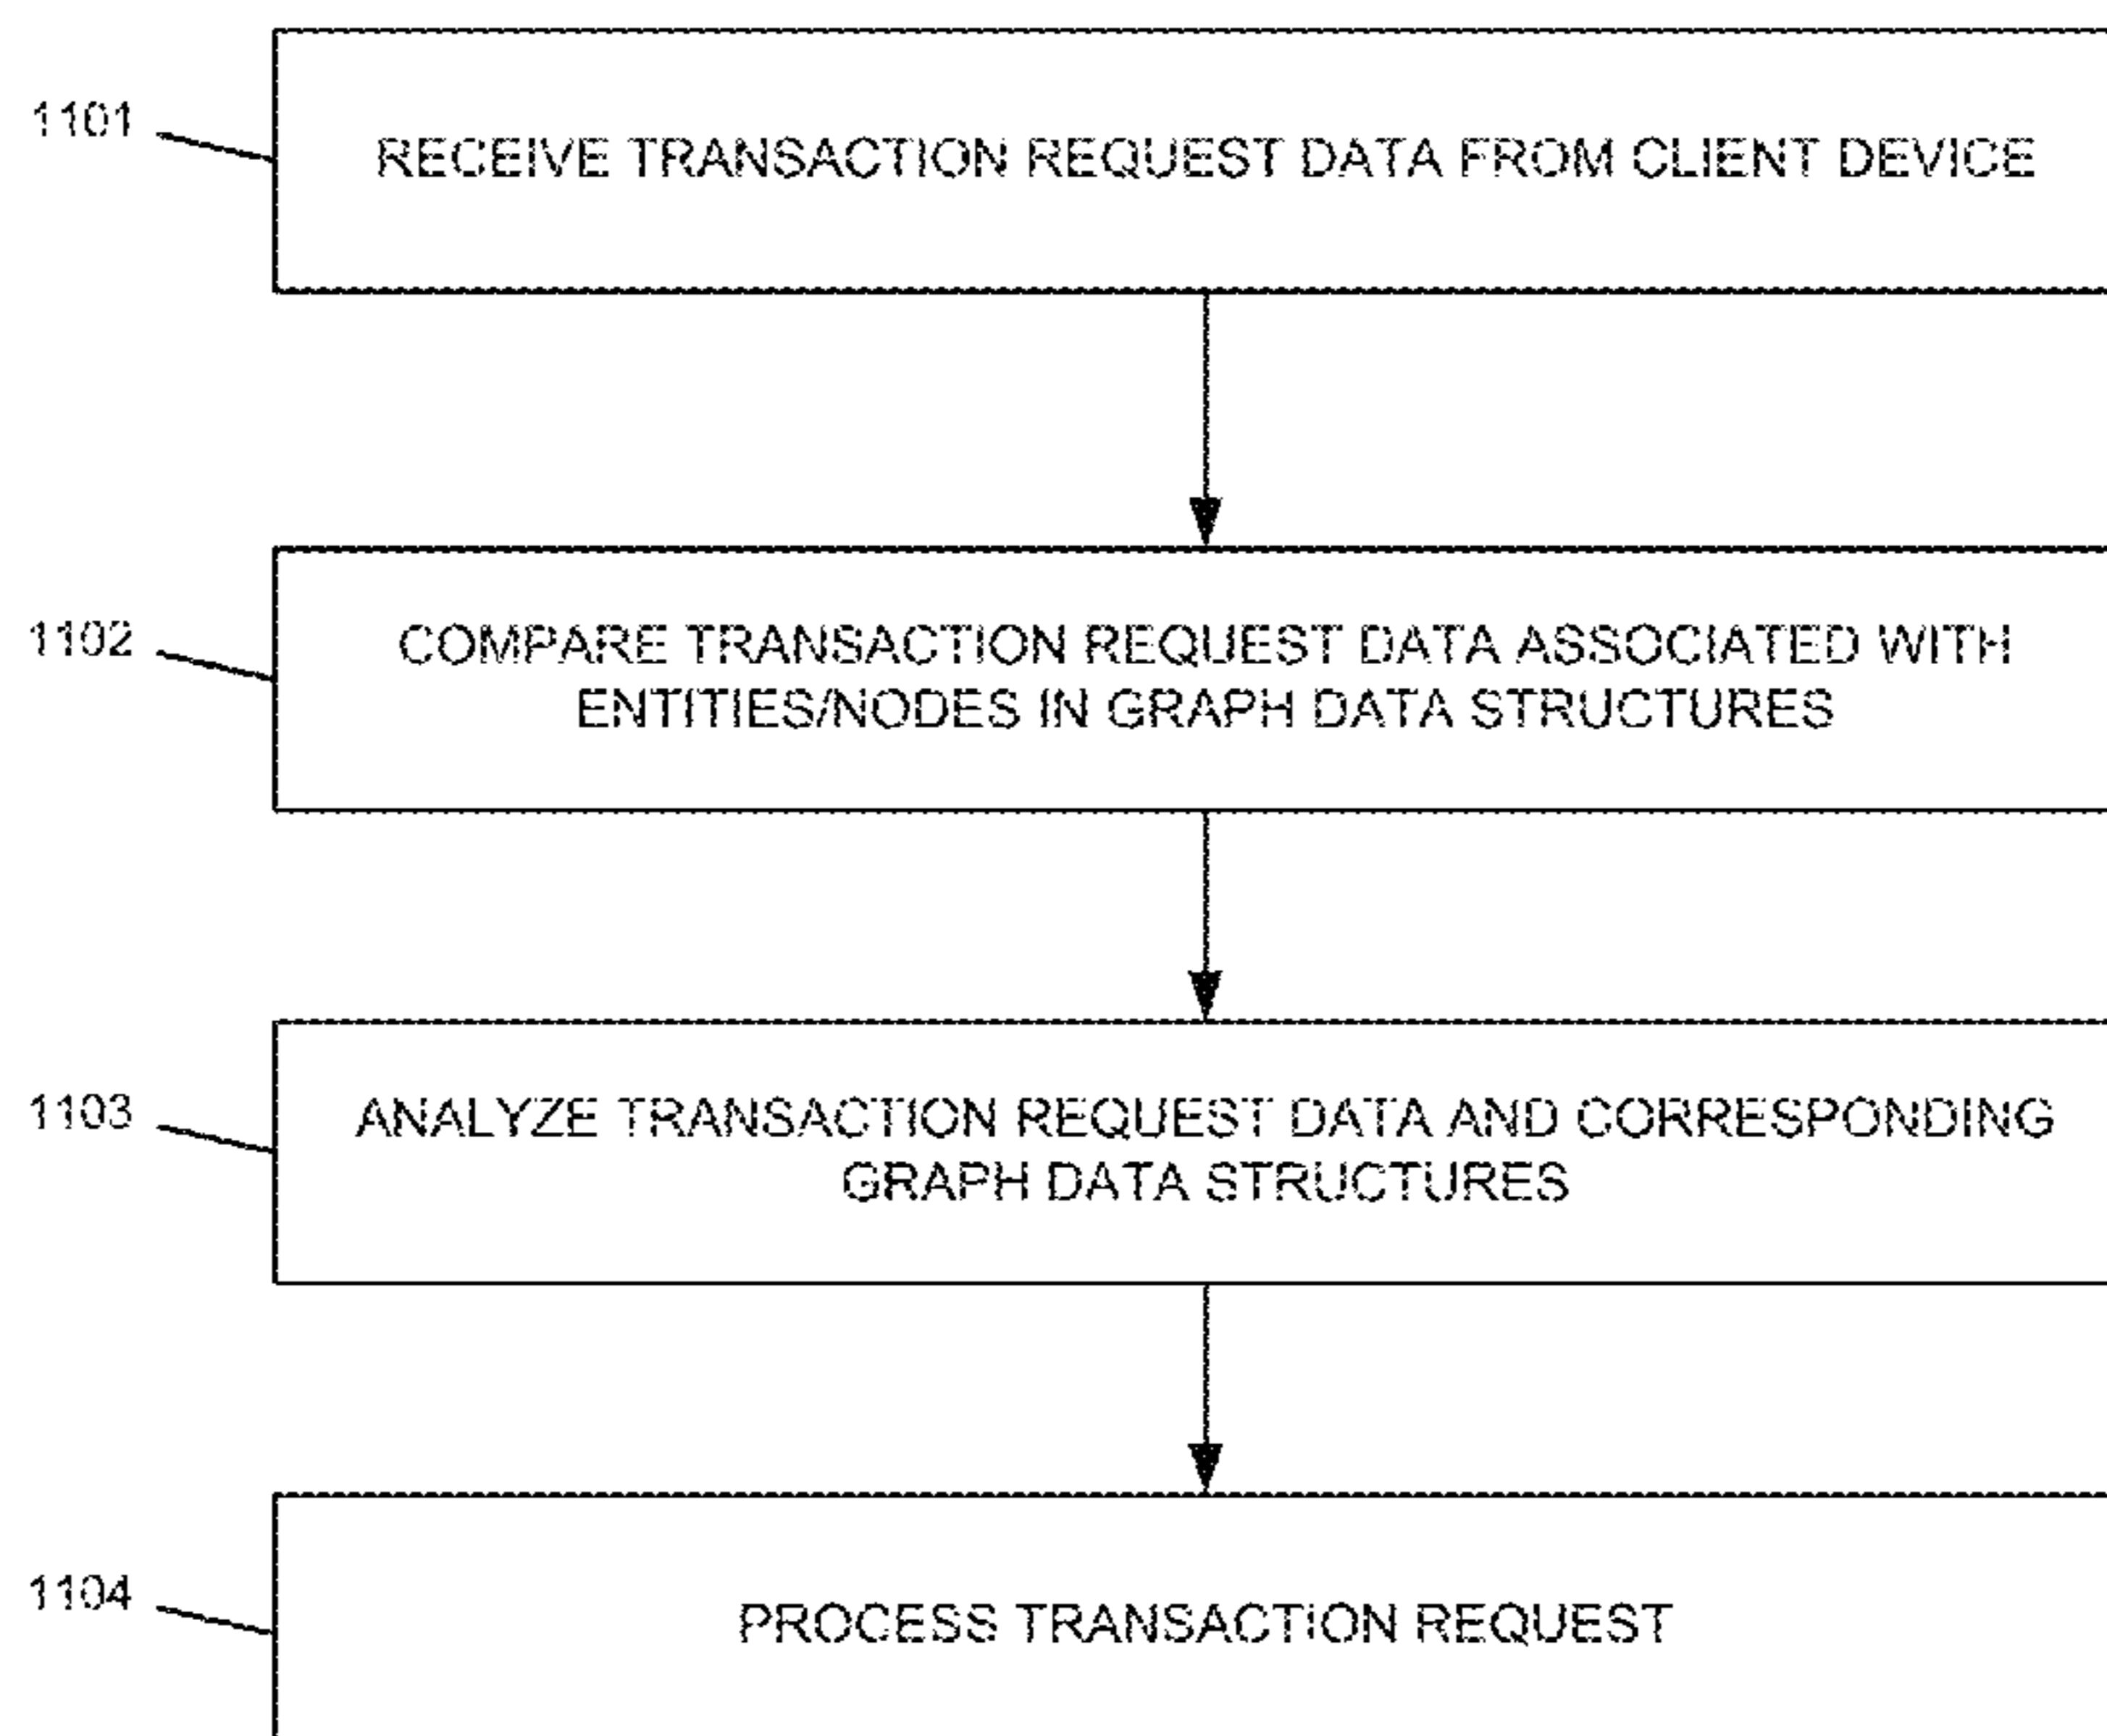 1101
RECEIVE TRANSACTION REQUEST DATA FROM CLIENT DEVICE
1102
COMPARE TRANSACTION REQUEST DATA ASSOCIATED WITH
ENTITIES/NODES IN GRAPH DATA STRUCTURES
1103
ANALYZE TRANSACTION REQUEST DATA AND CORRESPONDING
GRAPH DATA STRUCTURES
1104
PROCESS TRANSACTION REQUEST